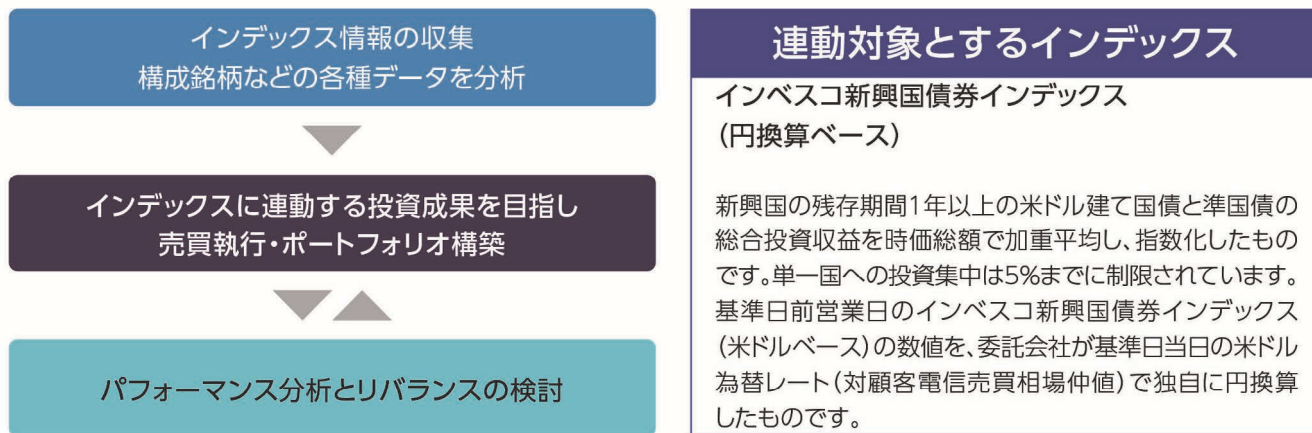 インデックス情報の収集
構成銘柄などの各種データを分析
インデックスに連動する投資成果を目指し
売買執行・ポートフォリオ構築
パフォーマンス分析とリバランスの検討
連動対象とするインデックス
インベスコ新興国債券インデックス
（円換算ベース）
新興国の残存期間1年以上の米ドル建て国債と準国債の
総合投資収益を時価総額で加重平均し、指数化したもの
です。単一国への投資集中は5%までに制限されています。
基準日前営業日のインベスコ新興国債券インデックス
（米ドルベース）の数値を、委託会社が基準日当日の米ドル
為替レート（対顧客電信売買相場仲値）で独自に円換算
したものです。